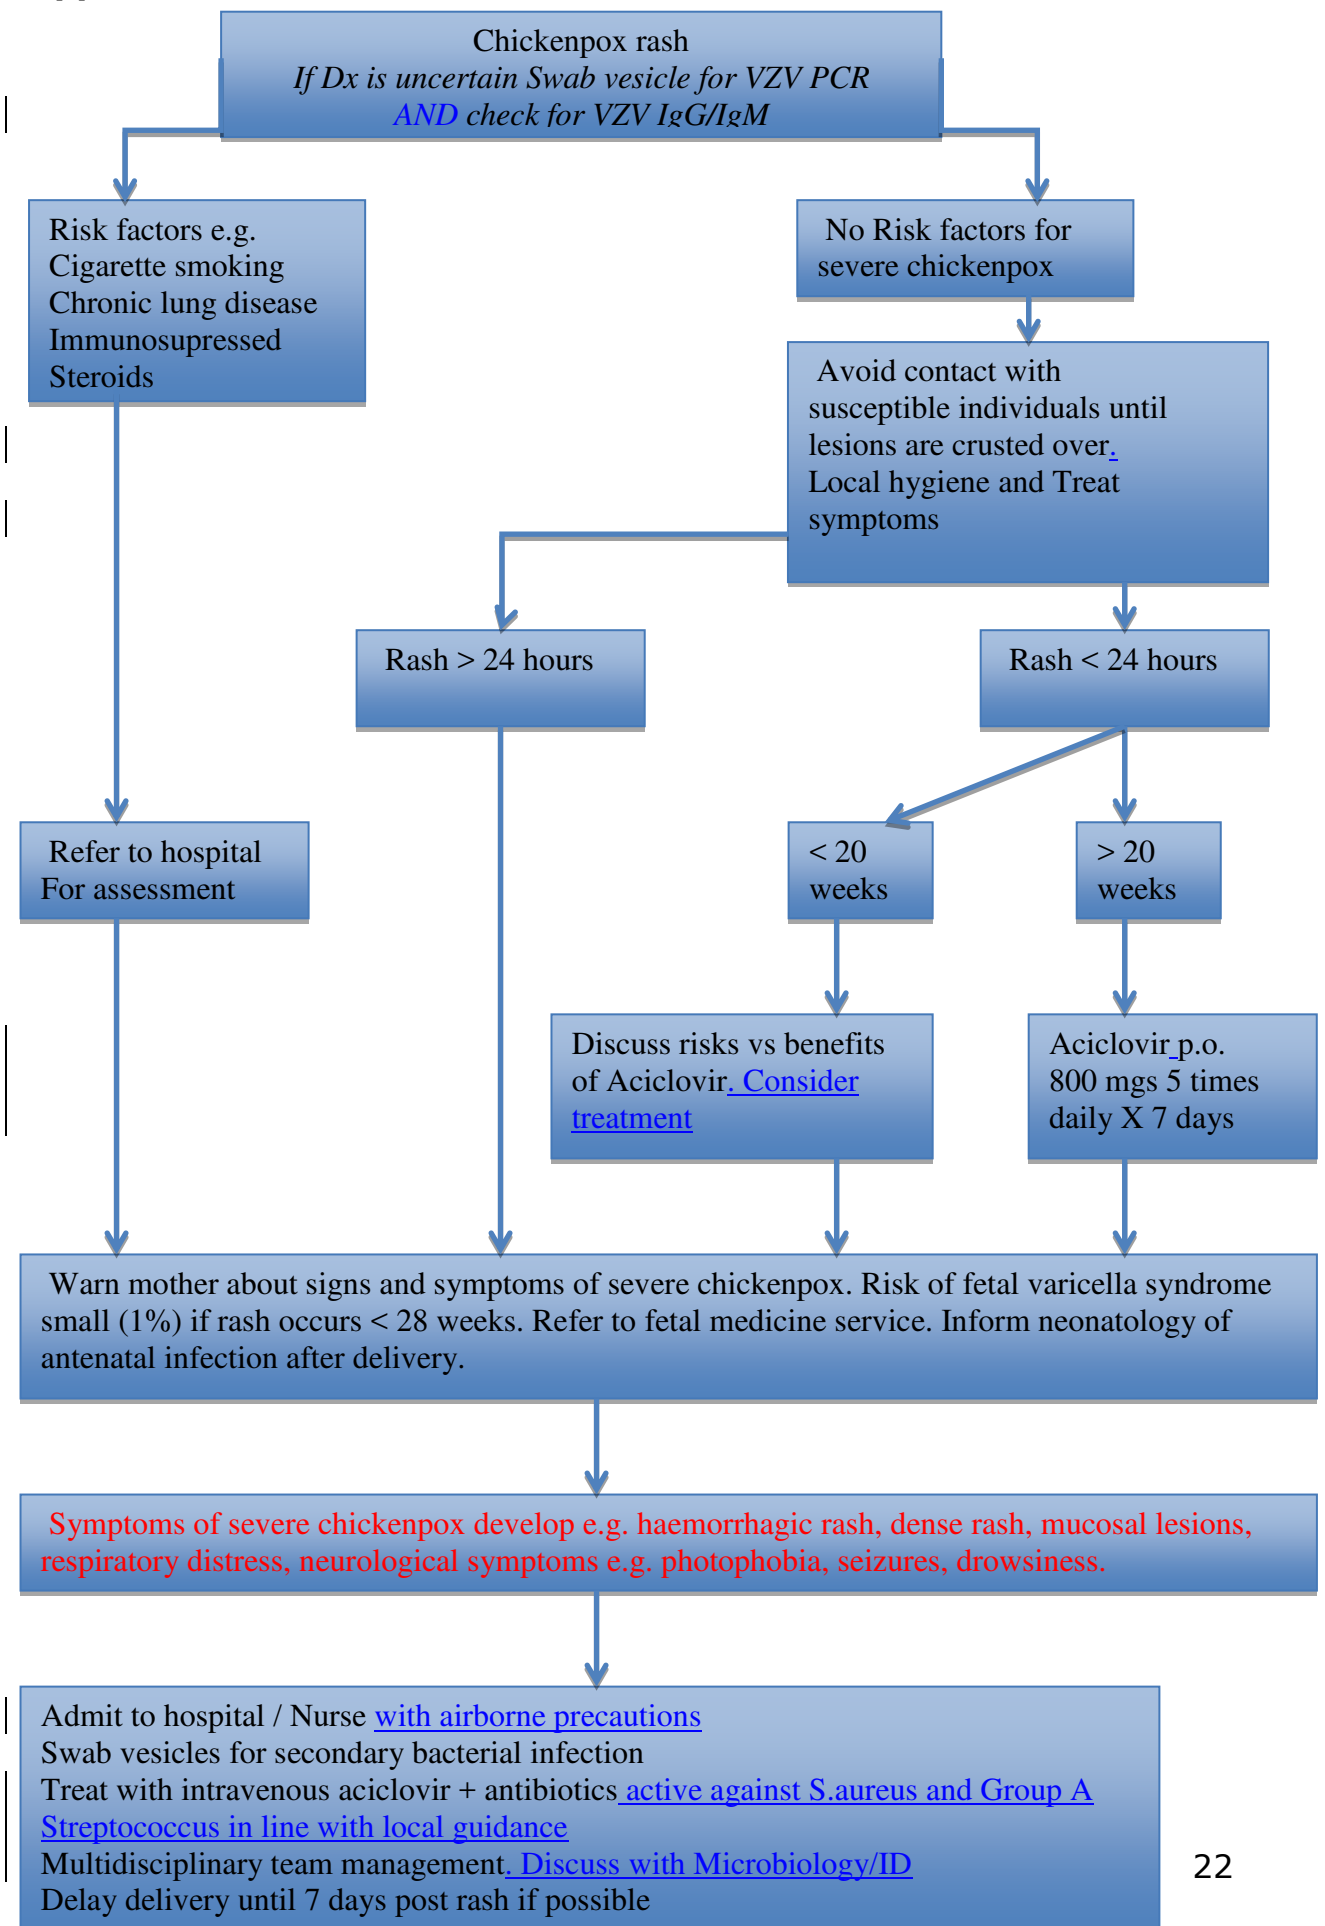 Chickenpox rash
If Dx is uncertain Swab vesicle for VZV PCR
AND check for VZV IgG/IgM
Risk factors e.g.
Cigarette smoking
Chronic lung disease
Immunosupressed
Steroids
No Risk factors for
severe chickenpox
Avoid contact with
susceptible individuals until
lesions are crusted over.
Local hygiene and Treat
symptoms
Rash > 24 hours
Rash < 24 hours
Refer to hospital
For assessment
< 20
weeks
> 20
weeks
Discuss risks vs benefits
of Aciclovir. Consider
treatment
Aciclovir p.o.
800 mgs 5 times
daily X 7 days
Warn mother about signs and symptoms of severe chickenpox. Risk of fetal varicella syndrome
small (1%) if rash occurs < 28 weeks. Refer to fetal medicine service. Inform neonatology of
antenatal infection after delivery.
Symptoms of severe chickenpox develop e.g. haemorrhagic rash, dense rash, mucosal lesions,
respiratory distress, neurological symptoms e.g. photophobia, seizures, drowsiness.
Admit to hospital / Nurse with airborne precautions
Swab vesicles for secondary bacterial infection
Treat with intravenous aciclovir + antibiotics active against S.aureus and Group A
Streptococcus in line with local guidance
Multidisciplinary team management. Discuss with Microbiology/ID
Delay delivery until 7 days post rash if possible
22